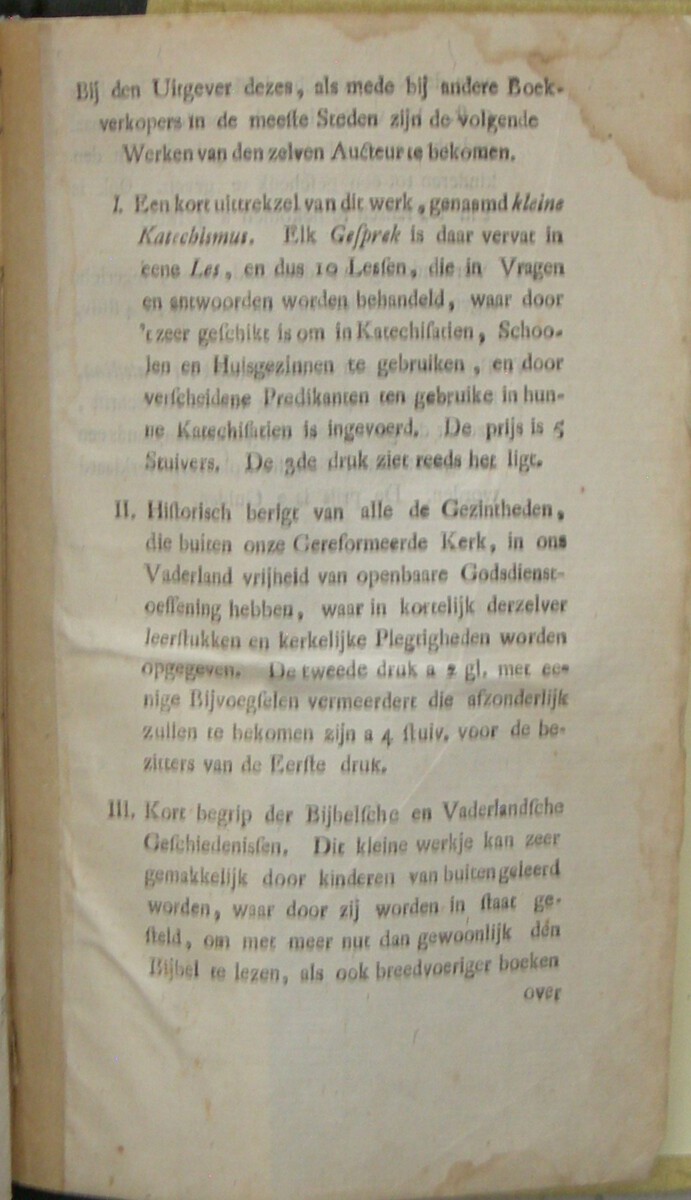 Bij den Uitgever dezes, als mede bij andere Boek-
verkopers in de meeſte Steden zijn de volgende
Werken van den zelven Aucteur te bekomen.
I. Een kort uittrekzel van dit werk, genaamd kleine
Katechismus. Elk Geſprek is daar vervat in
eene Les, en dus 10 Leſſen, die in Vragen
en antwoorden worden behandeld, waar door
't zeer geſchikt is om in Katechiſatien, Schoo-
len en Huisgezinnen te gebruiken, en door
verſcheidene Predikanten ten gebruike in hun-
ne Katechiſatien is ingevoerd. De prijs is 5
Stuivers. De 3de druk ziet reeds het ligt.
II. Hiſtorisch berigt van alle de Gezintheden,
die buiten onze Gereformeerde Kerk, in ons
Vaderland vrijheid van openbaare Godsdienst-
oeffening hebben, waar in kortelijk derzelver
leerſtukken en kerkelijke Plegtigheden worden
opgegeven. De tweede druk a 2 gl. met ee-
nige Bijvoegſelen vermeerdert die afzonderlijk
zullen te bekomen zijn a 4 ſtuiv. voor de be-
zitters van de Eerſte druk.
III. Kort begrip der Bijbelſche en Vaderlandſche
Geſchiedenisſen. Dit kleine werkje kan zeer
gemakkelijk door kinderen van buiten geleerd
worden, waar door zij worden in ſtaat ge-
ſteld, om met meer nut dan gewoonlijk den
Bijbel te lezen, als ook breedvoeriger boeken
over